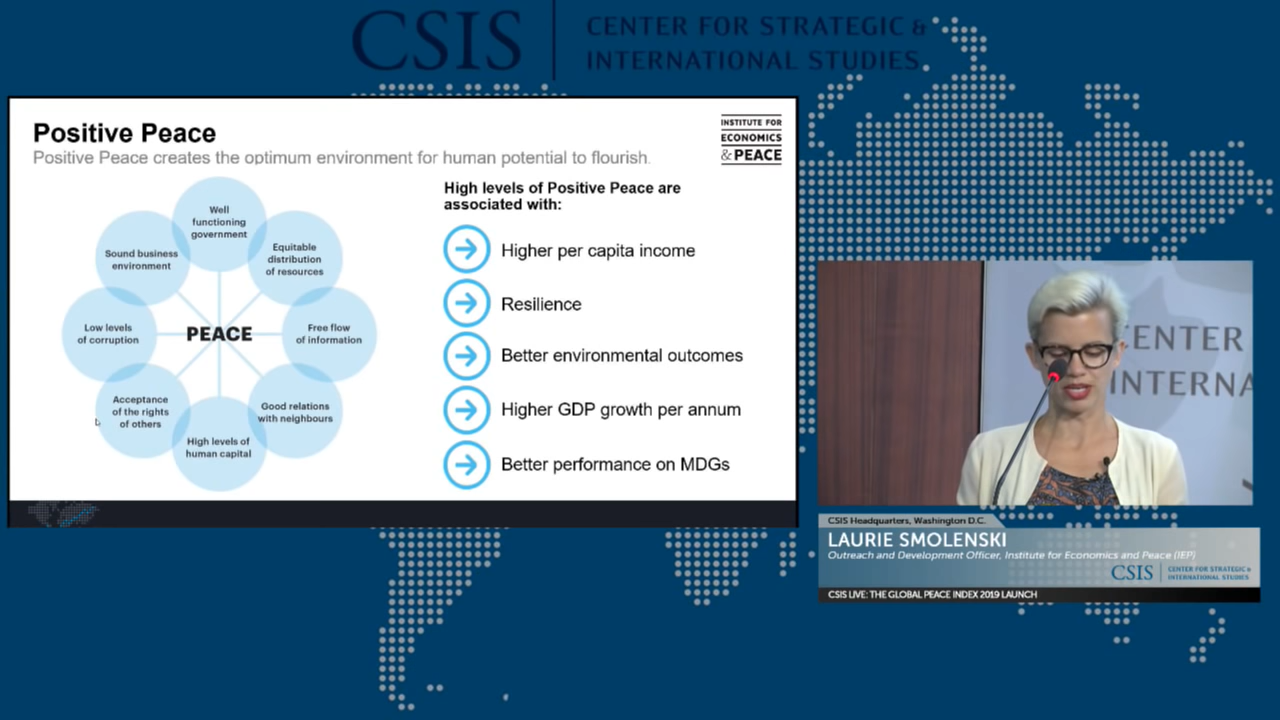 CSIS
CENTER FOR STRATEGIC &
INTERNATIONAL STUDIES
Positive Peace
Positive Peace creates the optimum environment for human potential to flourish.
INSTITUTE FOR
ECONOMICS
& PEACE
Well
functioning
government
Equitable
distribution
of resources
Free flow
of information
Good relations
with neighbours
High levels of
human capital
Acceptance
of the rights
of others
Low levels
of corruption
Sound business
environment
PEACE
High levels of Positive Peace are
associated with:
Higher per capita income
Resilience
Better environmental outcomes
Higher GDP growth per annum
Better performance on MDGs
ENTER
INTERNA
CSIS Headquarters, Washington D.C.
LAURIE SMOLENSKI
Outreach and Development Officer, Institute for Economics and Peace (IEP)
CSIS
CENTER FOR STRATEGIC &
INTERNATIONAL STUDIES
CSIS LIVE: THE GLOBAL PEACE INDEX 2019 LAUNCH